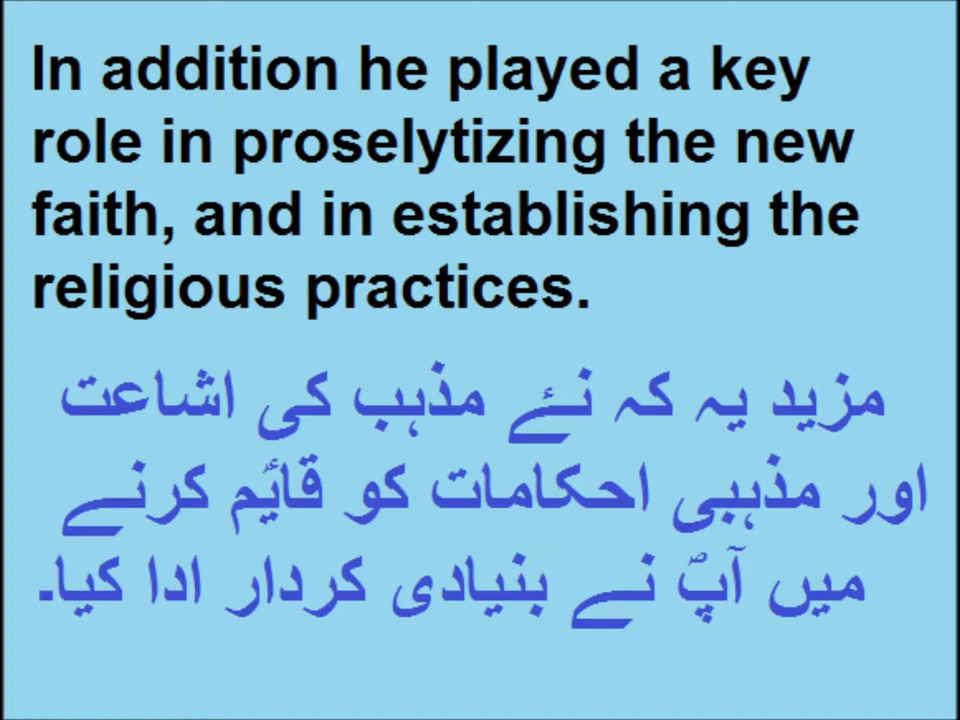 In addition he played a key
role in proselytizing the new
faith, and in establishing the
religious practices.
مزید یہ کہ نئے مذہب کی اشاعت
اور مذہبی احکامات کو قائم کرنے
میں آپؐ نے بنیادی کردار ادا کیا۔